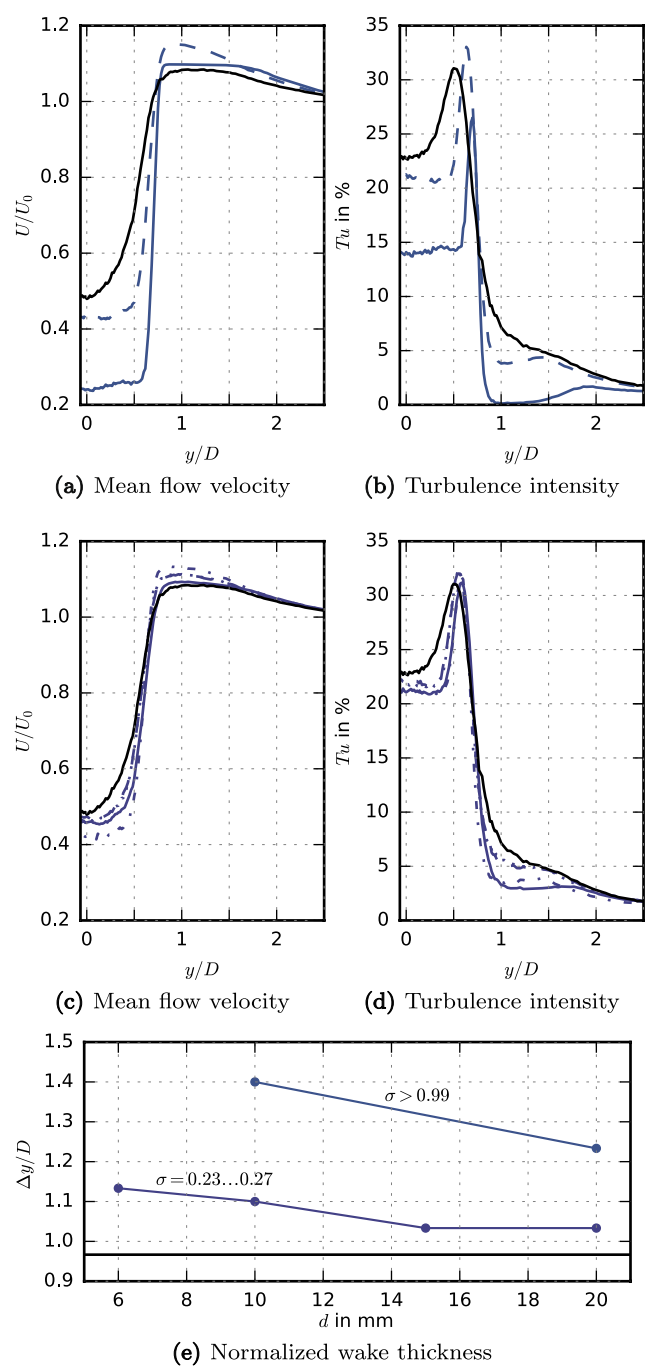 1.2
1.0
0.8
0.6
0.4
0.2
U/U₀
0 1 2
y/D
35
30
25
20
15
10
5
0
Tu in %
0 1 2
y/D
(a) Mean flow velocity
(b) Turbulence intensity
1.2
1.0
0.8
0.6
0.4
0.2
U/U₀
0 1 2
y/D
35
30
25
20
15
10
5
0
Tu in %
0 1 2
y/D
(c) Mean flow velocity
(d) Turbulence intensity
1.5
1.4
1.3
1.2
1.1
1.0
0.9
Δy/D
σ > 0.99
σ = 0.23...0.27
6 8 10 12 14 16 18 20
d in mm
(e) Normalized wake thickness